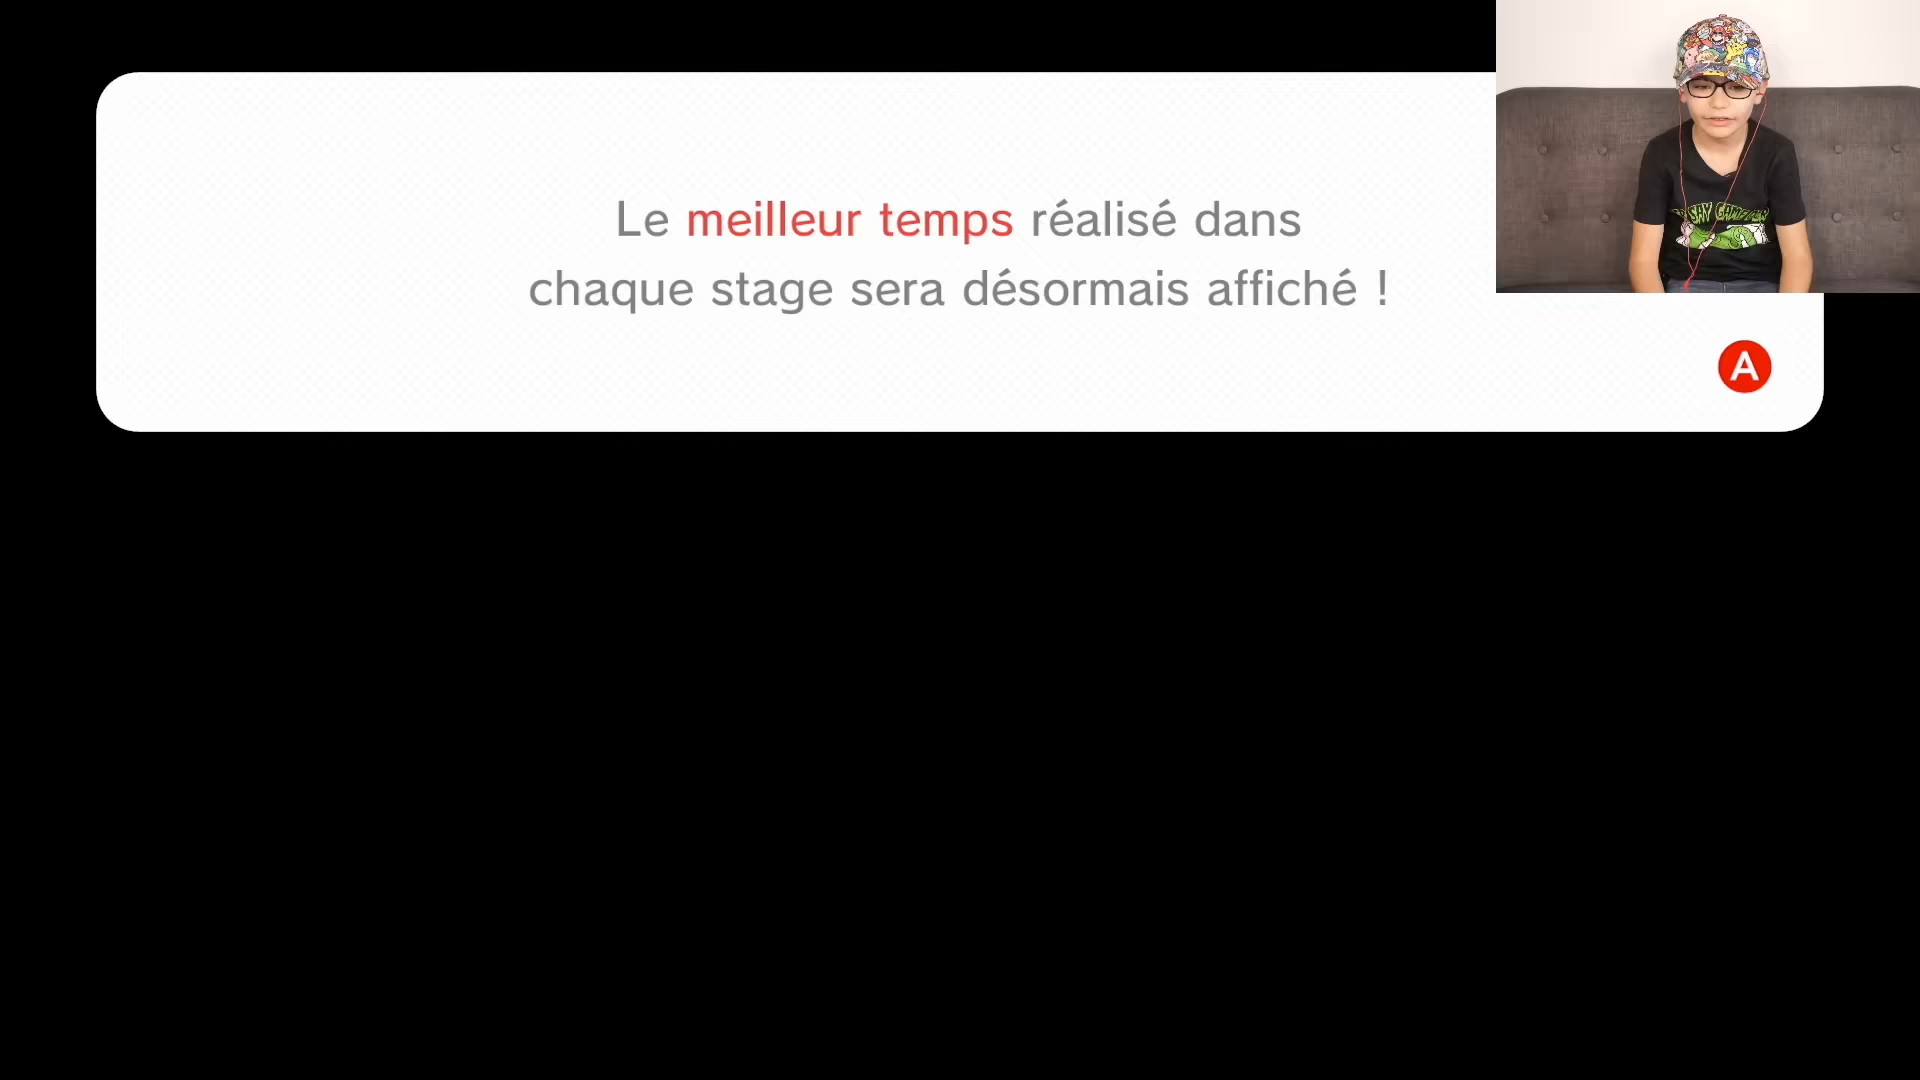 Le meilleur temps réalisé dans
chaque stage sera désormais affiché !
A